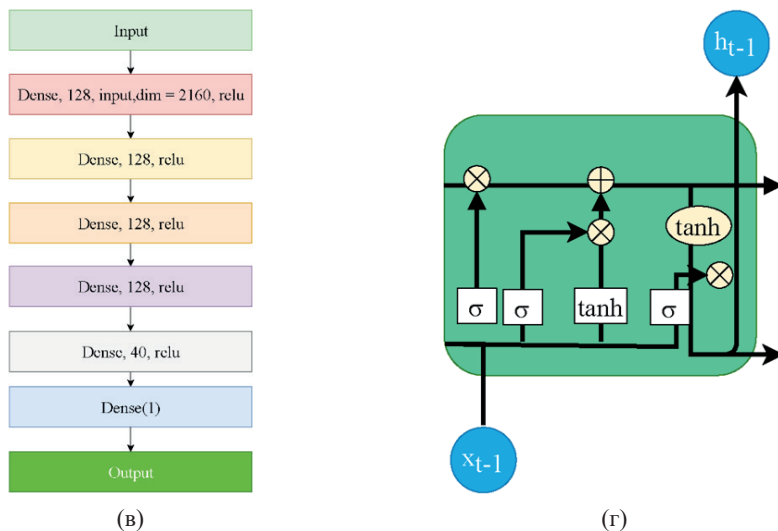 Input
Dense, 128, input,dim = 2160, relu
Dense, 128, relu
Dense, 128, relu
Dense, 128, relu
Dense, 40, relu
Dense(1)
Output
(в)
ht-1
tanh
σ
σ
tanh
σ
xt-1
(г)